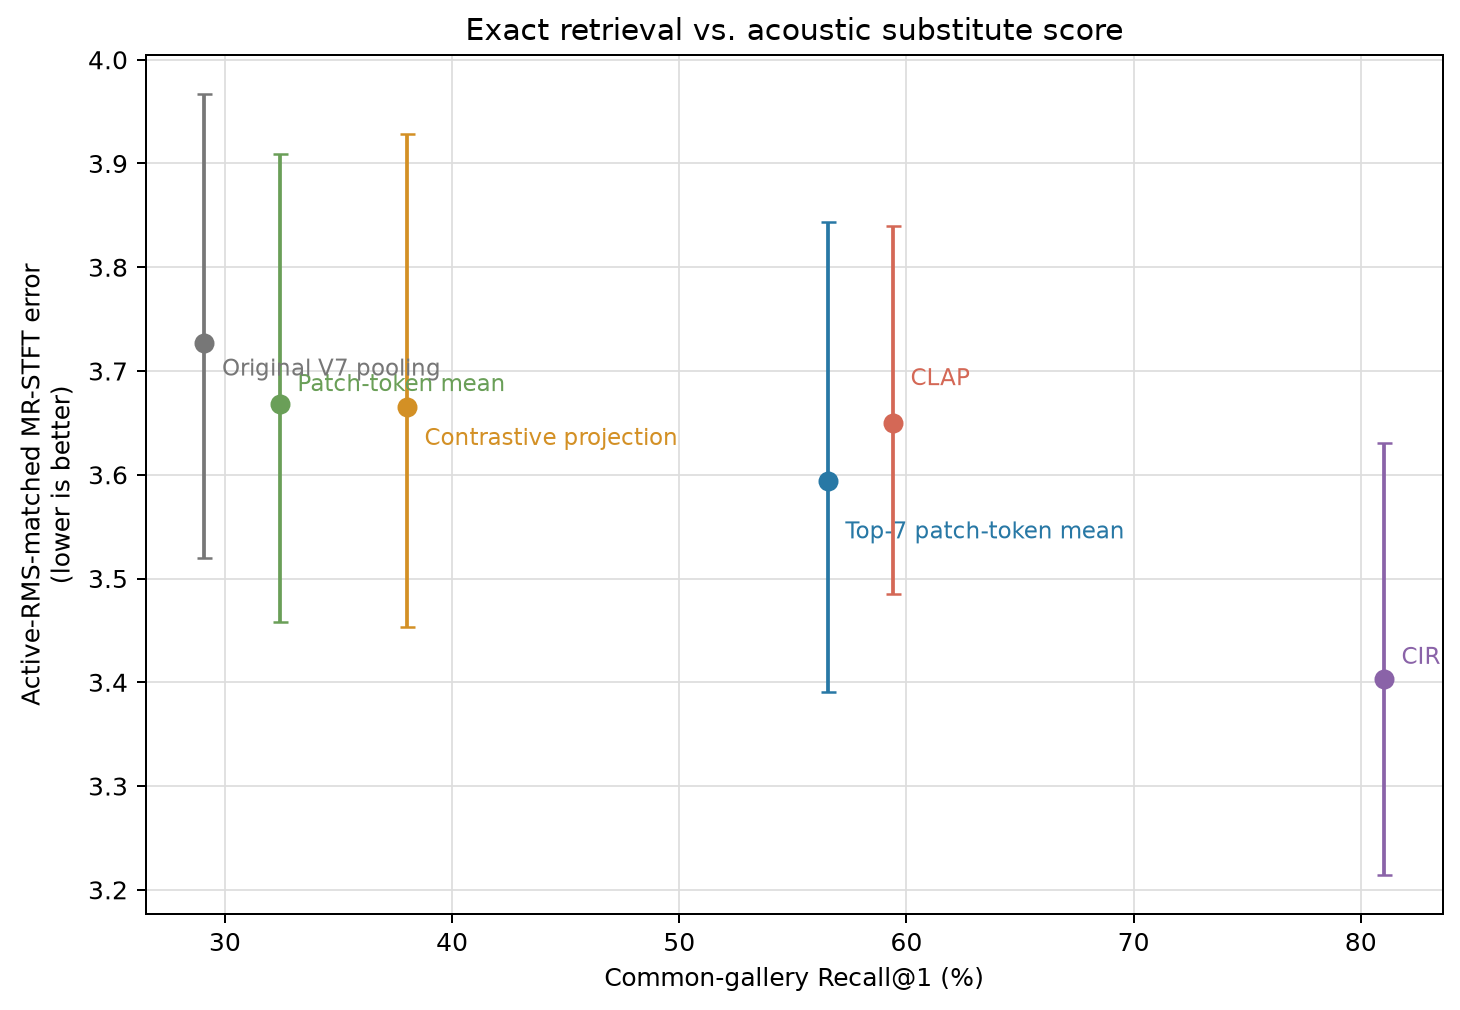 Exact retrieval vs. acoustic substitute score
Active-RMS-matched MR-STFT error
(lower is better)
4.0
3.9
3.8
3.7
3.6
3.5
3.4
3.3
3.2
Original V7 pooling
Patch-token mean
Contrastive projection
CLAP
Top-7 patch-token mean
CIR
30
40
50
60
70
80
Common-gallery Recall@1 (%)